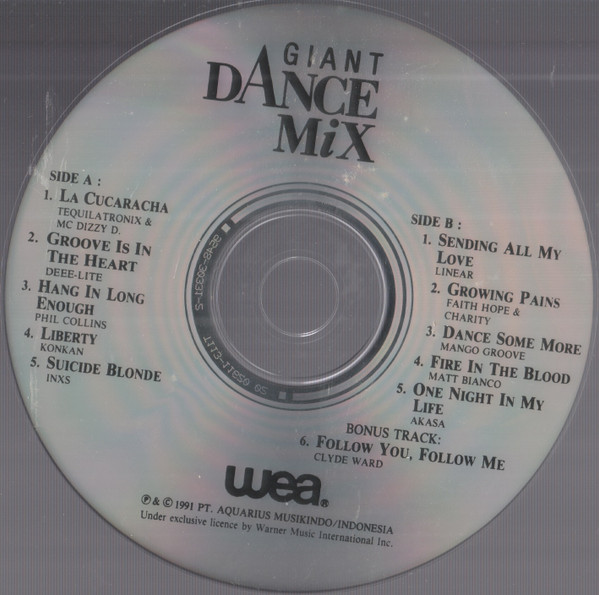 GIANT
DANCE
MiX
SIDE A :
1. LA CUCARACHA
TEQUILATRONIX &
MC DIZZY D.
2. GROOVE IS IN
THE HEART
DEEE-LITE
3. HANG IN LONG
ENOUGH
PHIL COLLINS
4. LIBERTY
KONKAN
5. SUICIDE BLONDE
INXS
SIDE B :
1. SENDING ALL MY
LOVE
LINEAR
2. GROWING PAINS
FAITH HOPE &
CHARITY
3. DANCE SOME MORE
MANGO GROOVE
4. FIRE IN THE BLOOD
MATT BIANCO
5. ONE NIGHT IN MY
LIFE
AKASA
BONUS TRACK:
6. FOLLOW YOU, FOLLOW ME
CLYDE WARD
wea®
℗ & © 1991 PT. AQUARIUS MUSIKINDO/INDONESIA
Under exclusive licence by Warner Music International Inc.